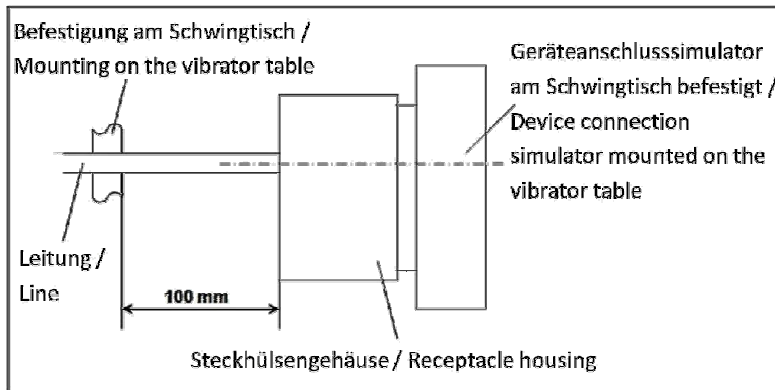 Befestigung am Schwingtisch /
Mounting on the vibrator table
Geräteanschlusssimulator
am Schwingtisch befestigt /
Device connection
simulator mounted on the
vibrator table
Leitung /
Line
100 mm
Steckhülsengehäuse / Receptacle housing